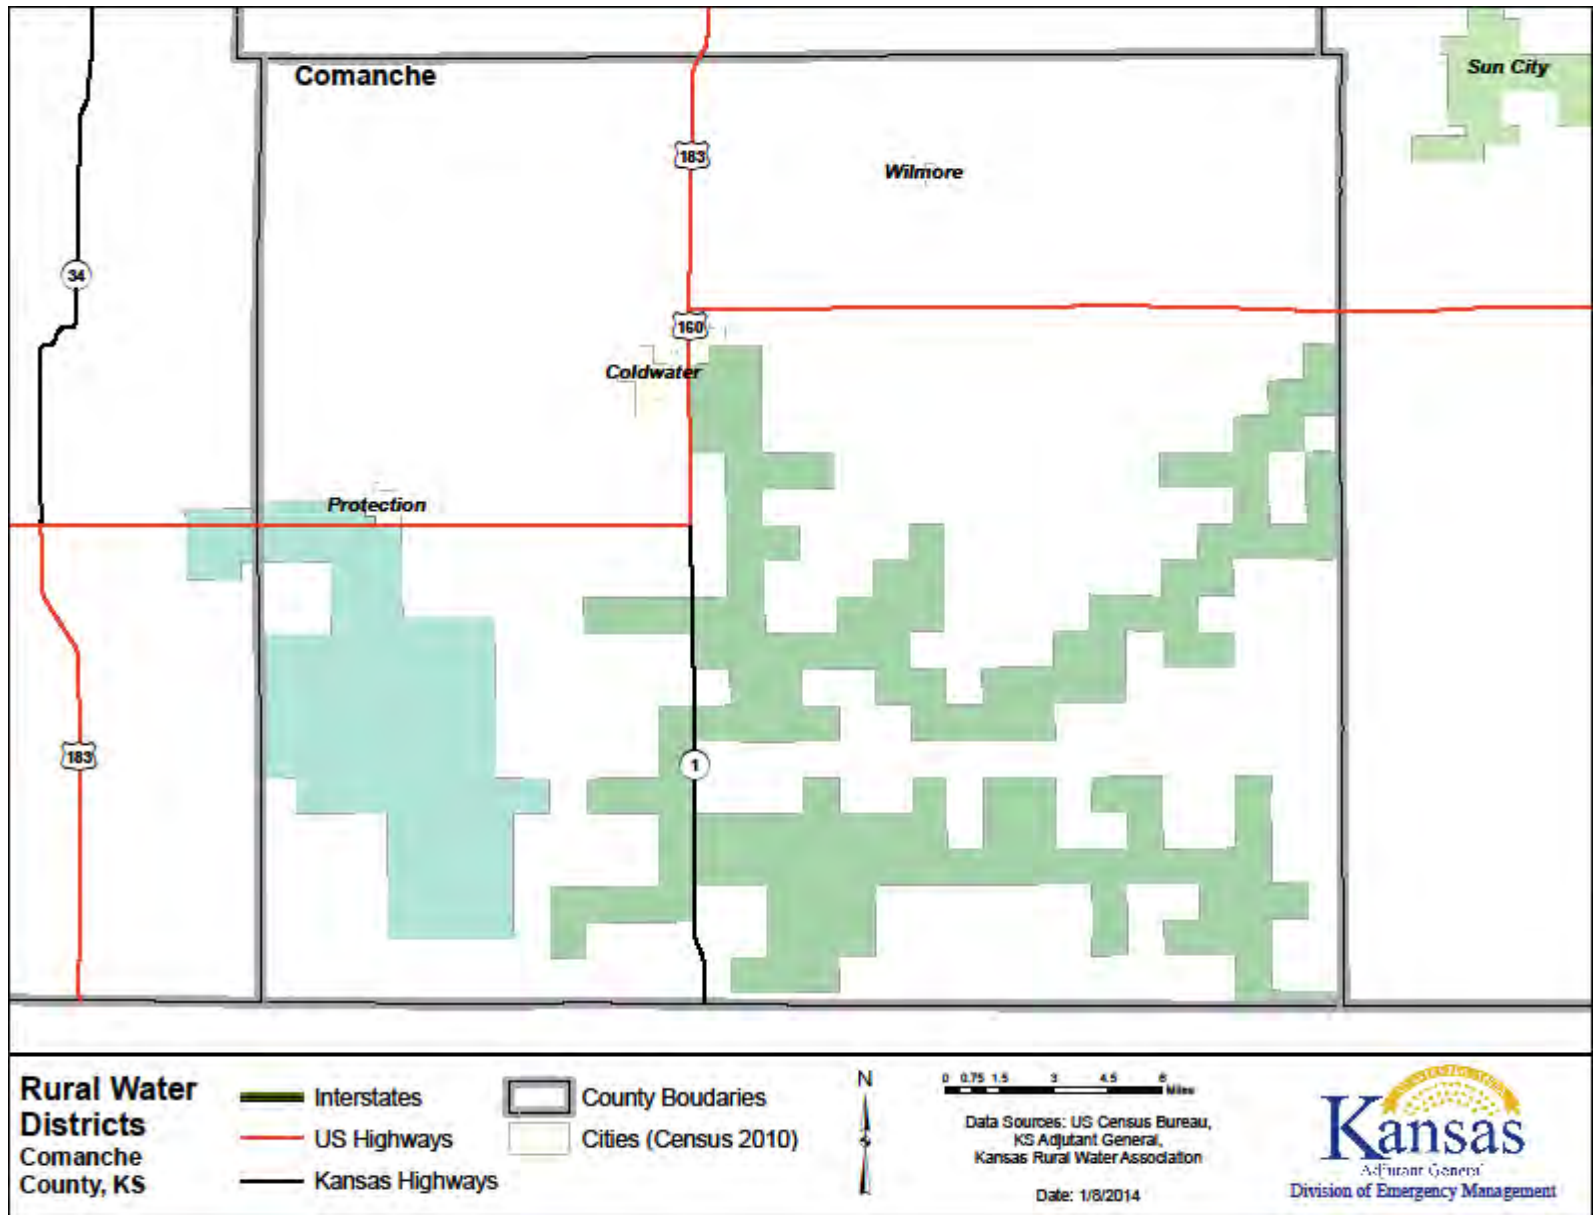 Comanche
Sun City
183
Wilmore
34
160
Coldwater
Protection
183
1
Rural Water
Districts
Comanche
County, KS
Interstates
US Highways
Kansas Highways
County Boudaries
Cities (Census 2010)
N
0 0.75 1.5 3 4.5 6
Miles
Data Sources: US Census Bureau,
KS Adjutant General,
Kansas Rural Water Association
Date: 1/8/2014
Kansas
Adjutant General
Division of Emergency Management